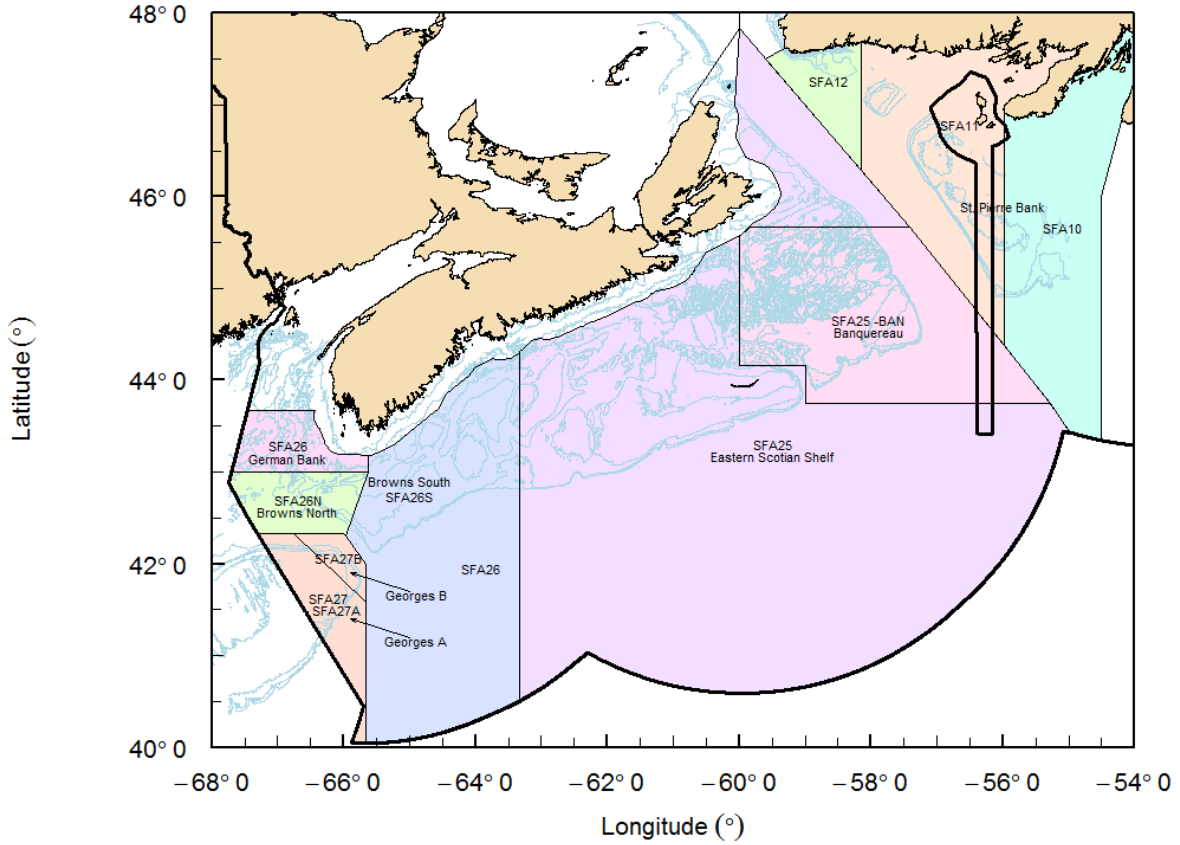 48° 0
46° 0
44° 0
42° 0
40° 0
Latitude (°)
SFA12
SFA11
St. Pierre Bank
SFA10
SFA25 -BAN
Banquereau
SFA26
German Bank
SFA25
Eastern Scotian Shelf
Browns South
SFA26S
SFA26N
Browns North
SFA27B
SFA26
Georges B
SFA27
SFA27A
Georges A
−68° 0
−66° 0
−64° 0
−62° 0
−60° 0
−58° 0
−56° 0
−54° 0
Longitude (°)